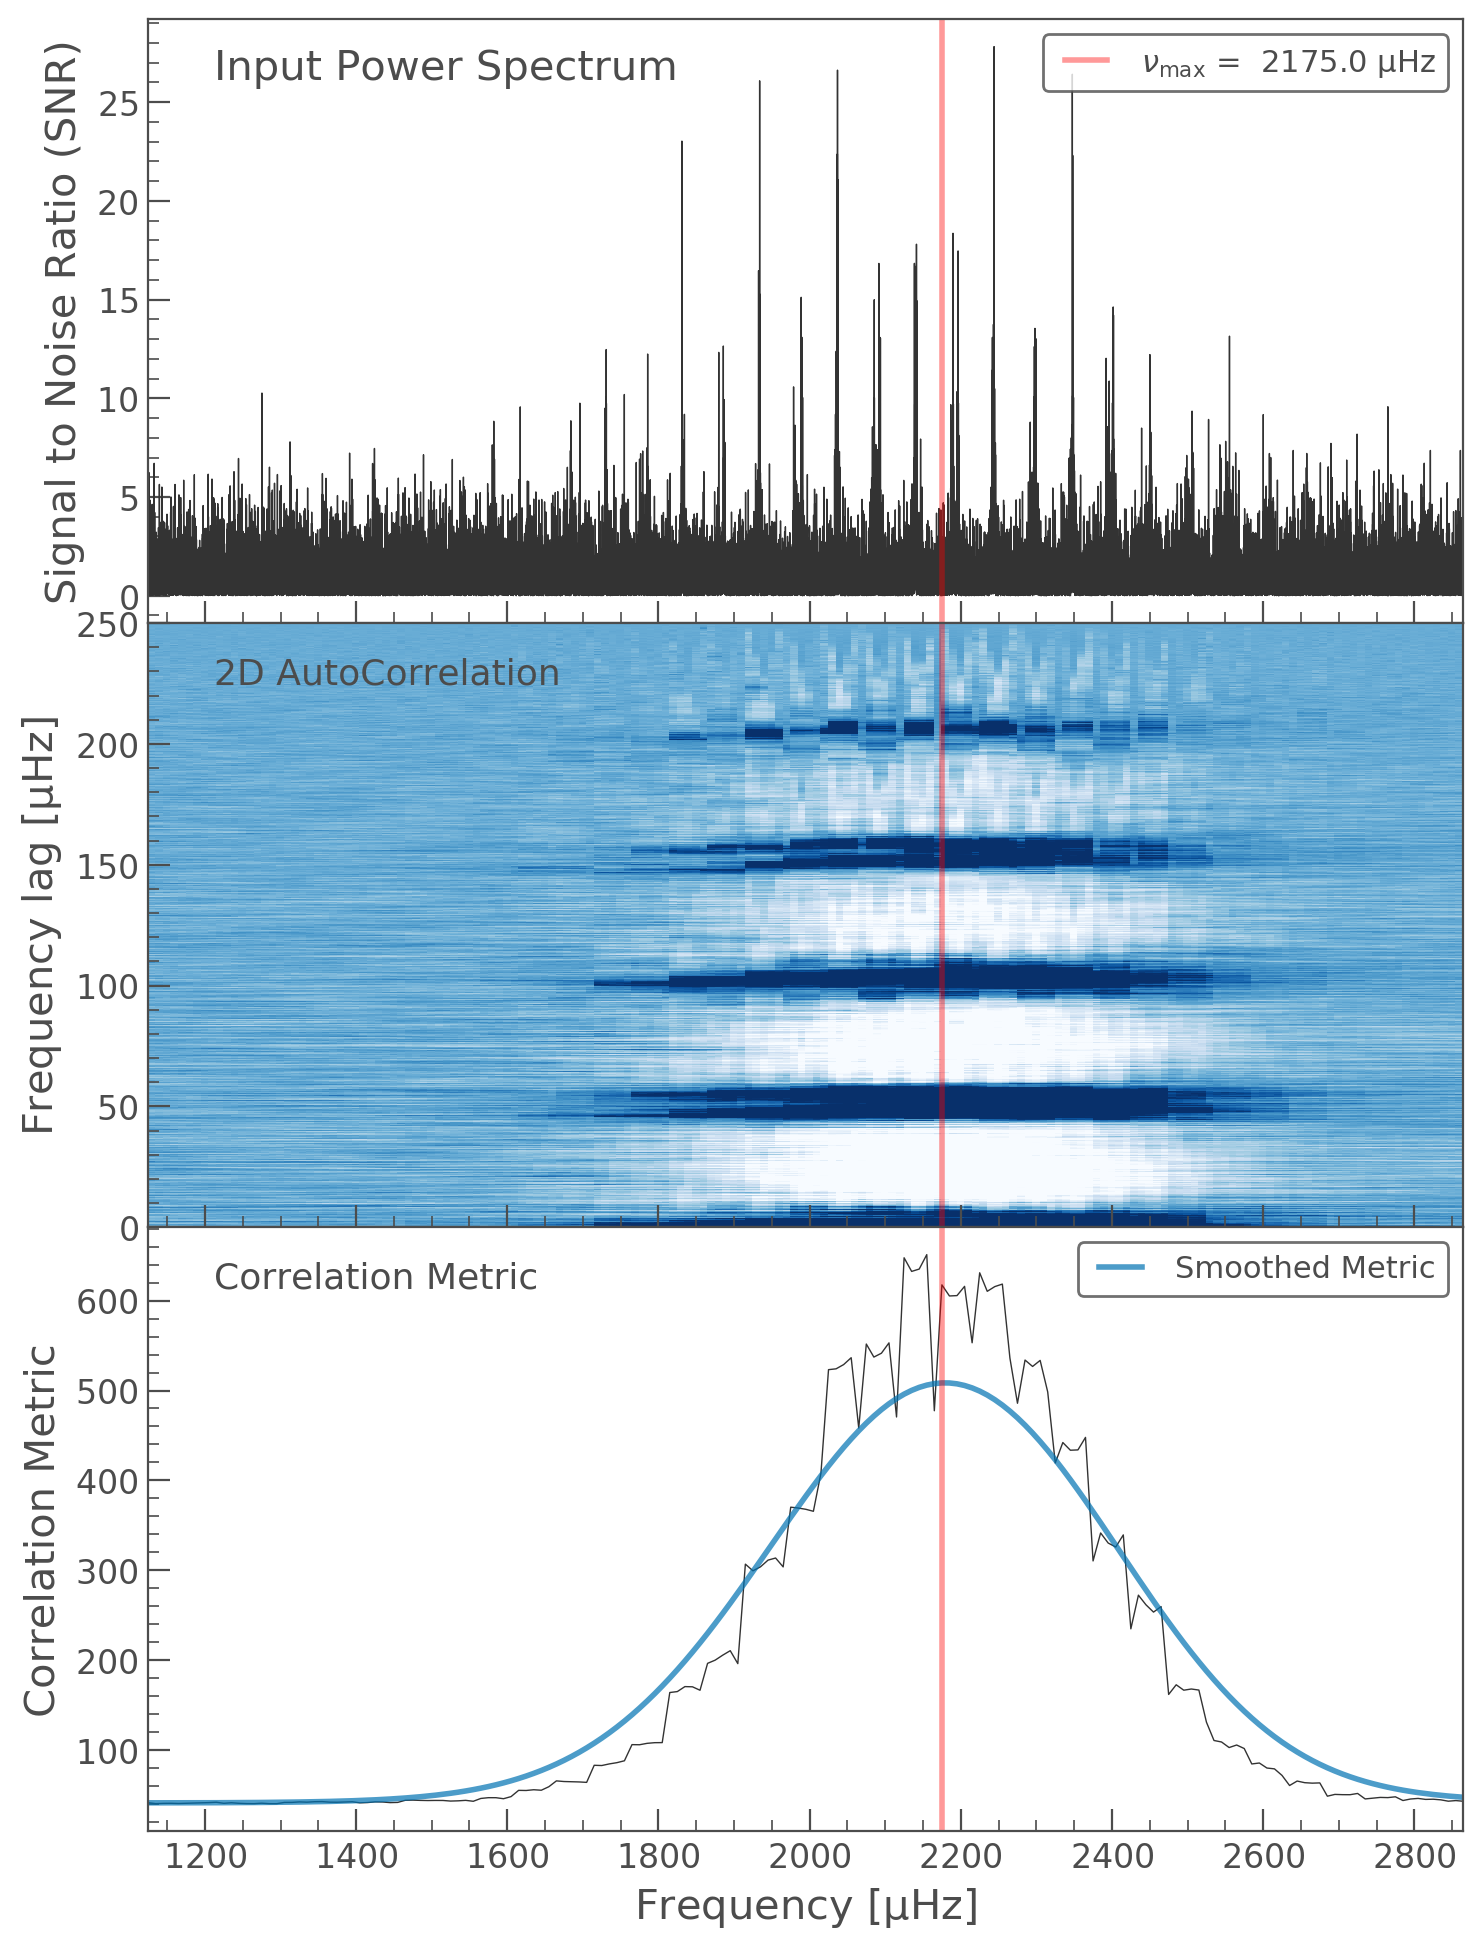 Input Power Spectrum
ν_max = 2175.0 µHz
Signal to Noise Ratio (SNR)
25
20
15
10
5
0
2D AutoCorrelation
Frequency lag [µHz]
250
200
150
100
50
0
Correlation Metric
Smoothed Metric
Correlation Metric
600
500
400
300
200
100
1200 1400 1600 1800 2000 2200 2400 2600 2800
Frequency [µHz]